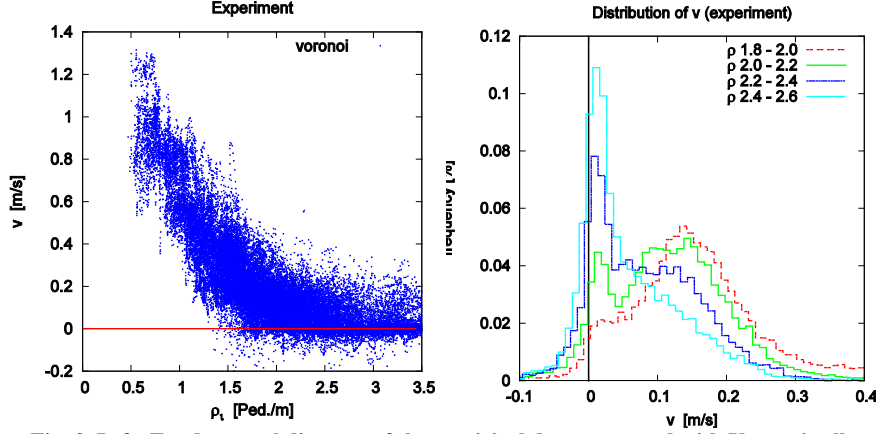 Experiment
voronoi
v [m/s]
1.4
1.2
1
0.8
0.6
0.4
0.2
0
-0.2
0 0.5 1 1.5 2 2.5 3 3.5
ρ [Ped./m]
Distribution of v (experiment)
ρ 1.8 - 2.0
ρ 2.0 - 2.2
ρ 2.2 - 2.4
ρ 2.4 - 2.6
0.12
0.10
0.08
0.06
0.04
0.02
0
-0.1 0 0.1 0.2 0.3 0.4
v [m/s]